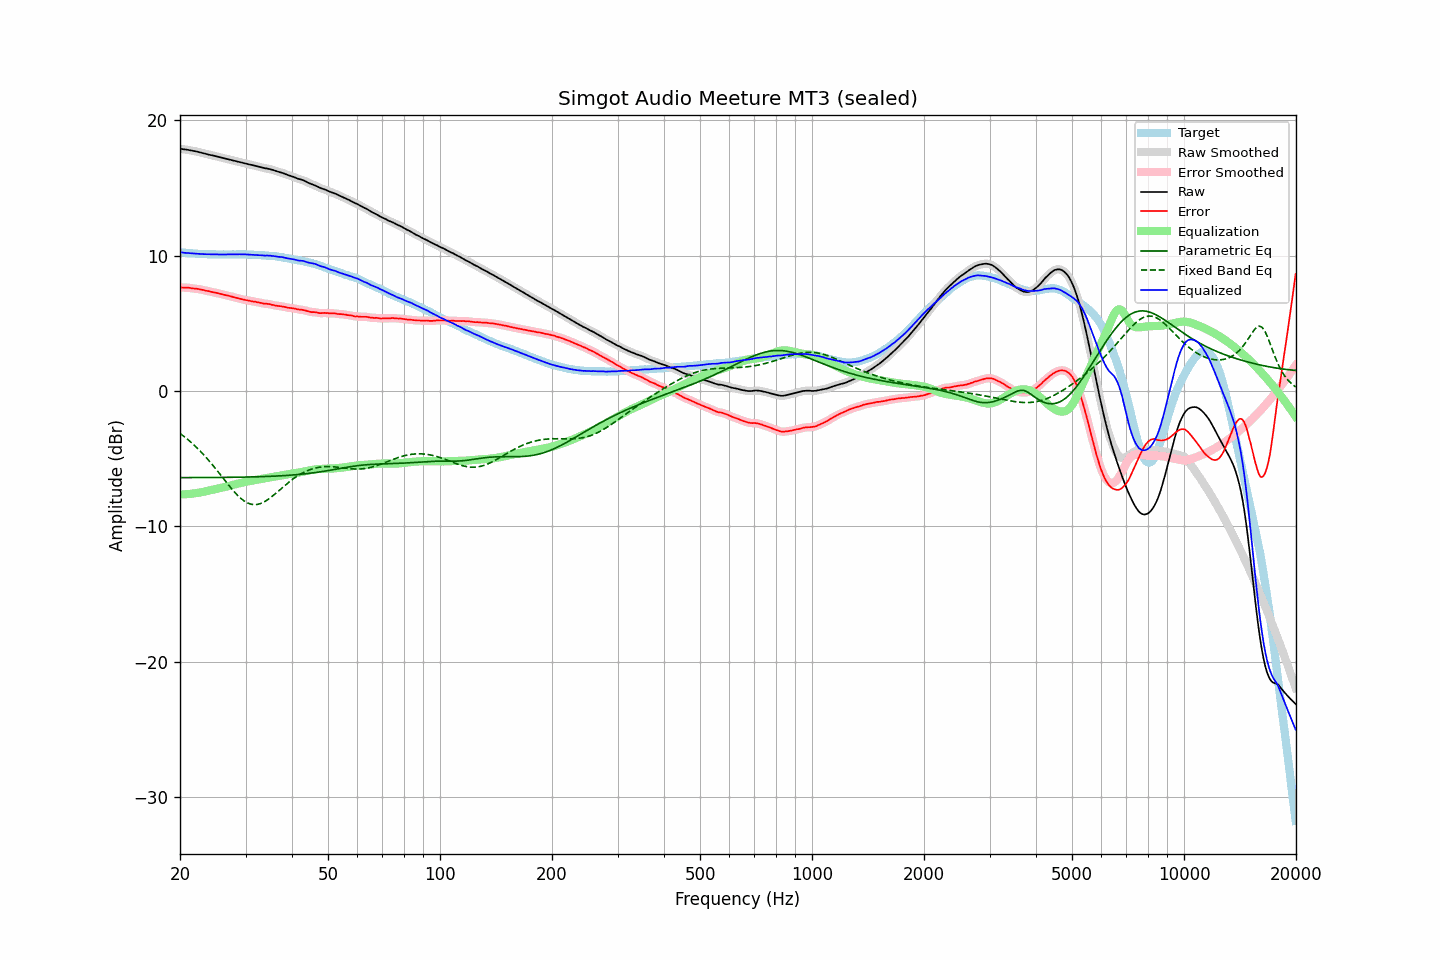 Simgot Audio Meeture MT3 (sealed)
Target
Raw Smoothed
Error Smoothed
Raw
Error
Equalization
Parametric Eq
Fixed Band Eq
Equalized
Amplitude (dBr)
20
10
0
−10
−20
−30
20 50 100 200 500 1000 2000 5000 10000 20000
Frequency (Hz)